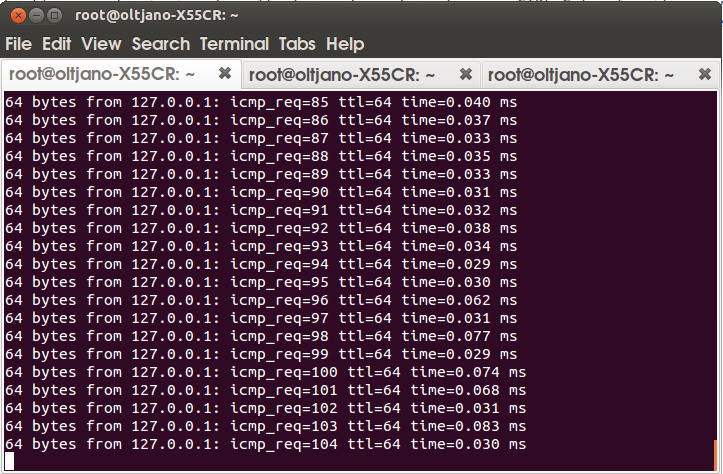 root@oltjano-X55CR: ~
File Edit View Search Terminal Tabs Help
root@oltjano-X55CR: ~ root@oltjano-X55CR: ~ root@oltjano-X55CR: ~
64 bytes from 127.0.0.1: icmp_req=85 ttl=64 time=0.040 ms
64 bytes from 127.0.0.1: icmp_req=86 ttl=64 time=0.037 ms
64 bytes from 127.0.0.1: icmp_req=87 ttl=64 time=0.033 ms
64 bytes from 127.0.0.1: icmp_req=88 ttl=64 time=0.035 ms
64 bytes from 127.0.0.1: icmp_req=89 ttl=64 time=0.033 ms
64 bytes from 127.0.0.1: icmp_req=90 ttl=64 time=0.031 ms
64 bytes from 127.0.0.1: icmp_req=91 ttl=64 time=0.032 ms
64 bytes from 127.0.0.1: icmp_req=92 ttl=64 time=0.038 ms
64 bytes from 127.0.0.1: icmp_req=93 ttl=64 time=0.034 ms
64 bytes from 127.0.0.1: icmp_req=94 ttl=64 time=0.029 ms
64 bytes from 127.0.0.1: icmp_req=95 ttl=64 time=0.030 ms
64 bytes from 127.0.0.1: icmp_req=96 ttl=64 time=0.062 ms
64 bytes from 127.0.0.1: icmp_req=97 ttl=64 time=0.031 ms
64 bytes from 127.0.0.1: icmp_req=98 ttl=64 time=0.077 ms
64 bytes from 127.0.0.1: icmp_req=99 ttl=64 time=0.029 ms
64 bytes from 127.0.0.1: icmp_req=100 ttl=64 time=0.074 ms
64 bytes from 127.0.0.1: icmp_req=101 ttl=64 time=0.068 ms
64 bytes from 127.0.0.1: icmp_req=102 ttl=64 time=0.031 ms
64 bytes from 127.0.0.1: icmp_req=103 ttl=64 time=0.083 ms
64 bytes from 127.0.0.1: icmp_req=104 ttl=64 time=0.030 ms